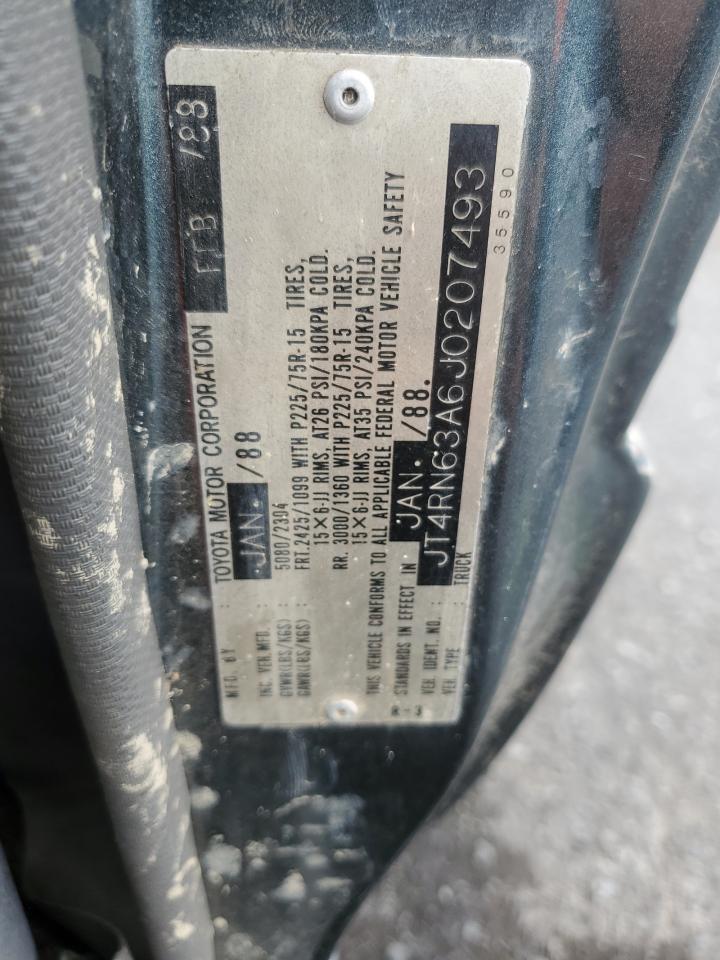 FEB /88
MFD. BY : TOYOTA MOTOR CORPORATION
INC. VEH. MFD. : JAN. /88
GVWR(LBS/KGS) : 5080/2304
GAWR(LBS/KGS) : FRT. 2425/1099 WITH P225/75R-15 TIRES,
15×6-JJ RIMS, AT26 PSI/180KPA COLD.
RR. 3000/1360 WITH P225/75R-15 TIRES,
15×6-JJ RIMS, AT35 PSI/240KPA COLD.
THIS VEHICLE CONFORMS TO ALL APPLICABLE FEDERAL MOTOR VEHICLE SAFETY
STANDARDS IN EFFECT IN JAN. /88.
VEH. IDENT. NO. : JT4RN63A6J0207493
VEH. TYPE : TRUCK
35590